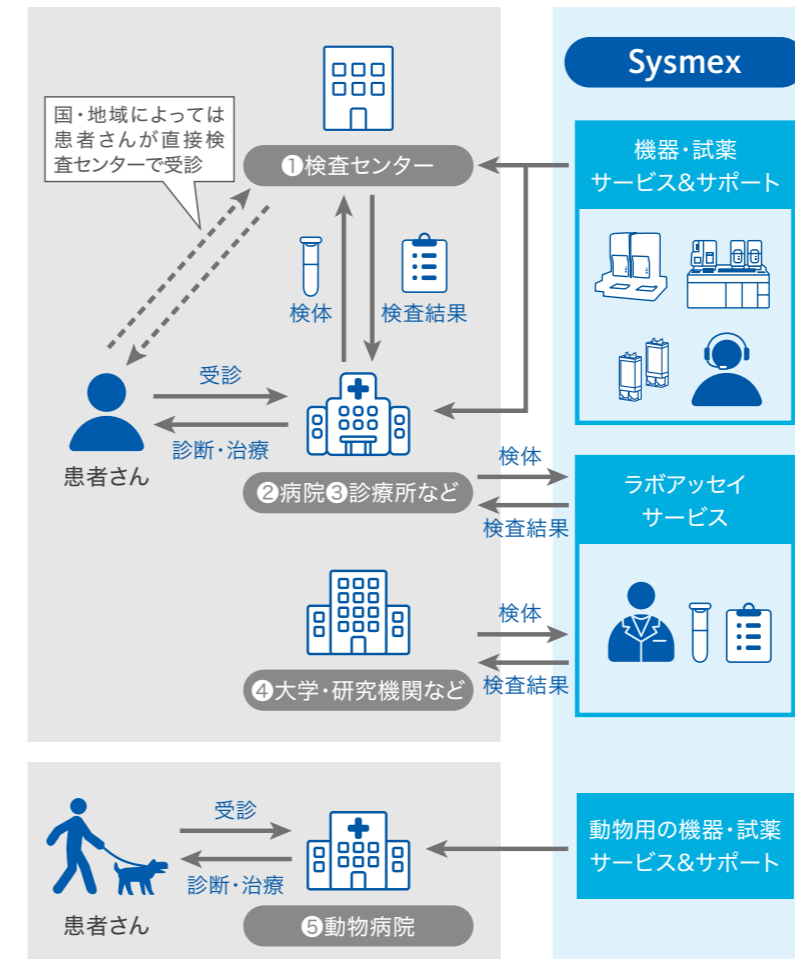 Sysmex
国・地域によっては
患者さんが直接検
査センターで受診
❶検査センター
機器・試薬
サービス&サポート
検体
検査結果
受診
診断・治療
患者さん
❷病院❸診療所など
検体
検査結果
ラボアッセイ
サービス
検体
検査結果
❹大学・研究機関など
受診
診断・治療
患者さん
❺動物病院
動物用の機器・試薬
サービス&サポート